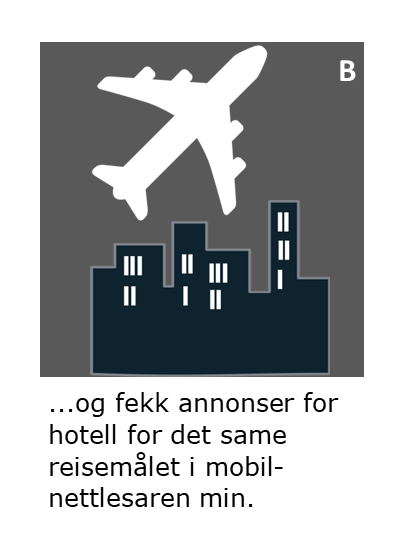 B
...og fekk annonser for
hotell for det same
reisemålet i mobil-
nettlesaren min.